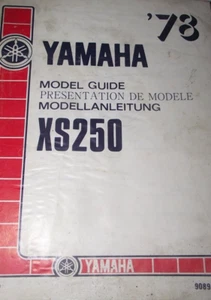 '78
YAMAHA
MODEL GUIDE
PRESENTATION DE MODELE
MODELLANLEITUNG
XS250
YAMAHA
9089